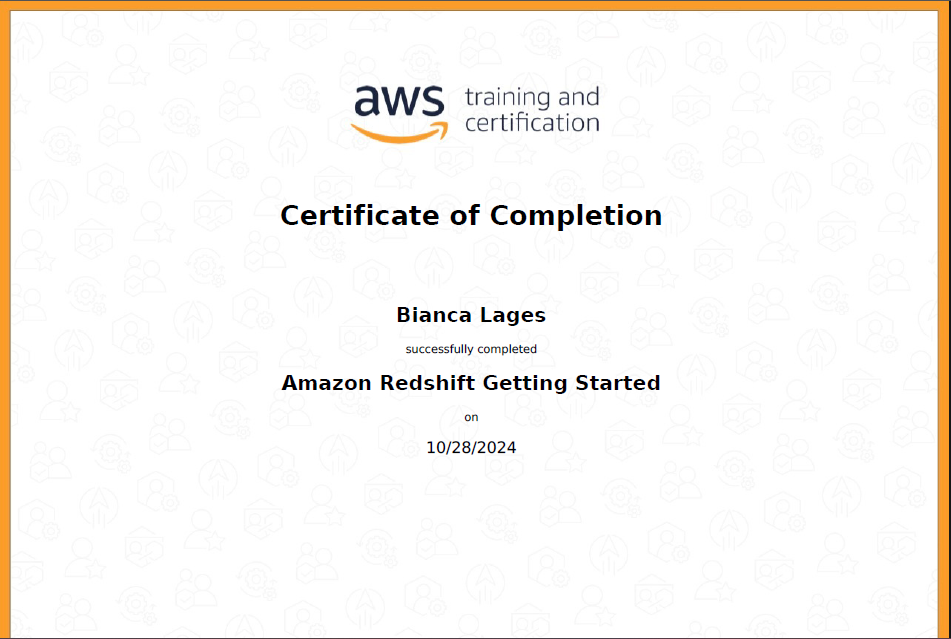 aws training and
certification
Certificate of Completion
Bianca Lages
successfully completed
Amazon Redshift Getting Started
on
10/28/2024